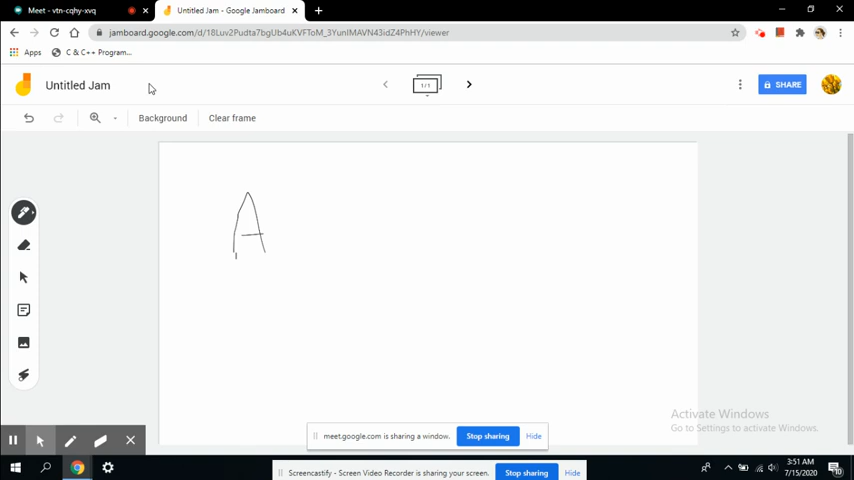 Meet - vtn-cqhy-xvq
Untitled Jam - Google Jamboard
jamboard.google.com/d/18Luv2Pudta7bgUb4uKVFToM_3YunIMAVN43idZ4PhHY/viewer
Apps
C & C++ Program...
Untitled Jam
1/1
SHARE
Background
Clear frame
A
Activate Windows
Go to Settings to activate Windows.
meet.google.com is sharing a window.
Stop sharing
Hide
Screencastify - Screen Video Recorder is sharing your screen.
Stop sharing
Hide
3:51 AM
7/15/2020